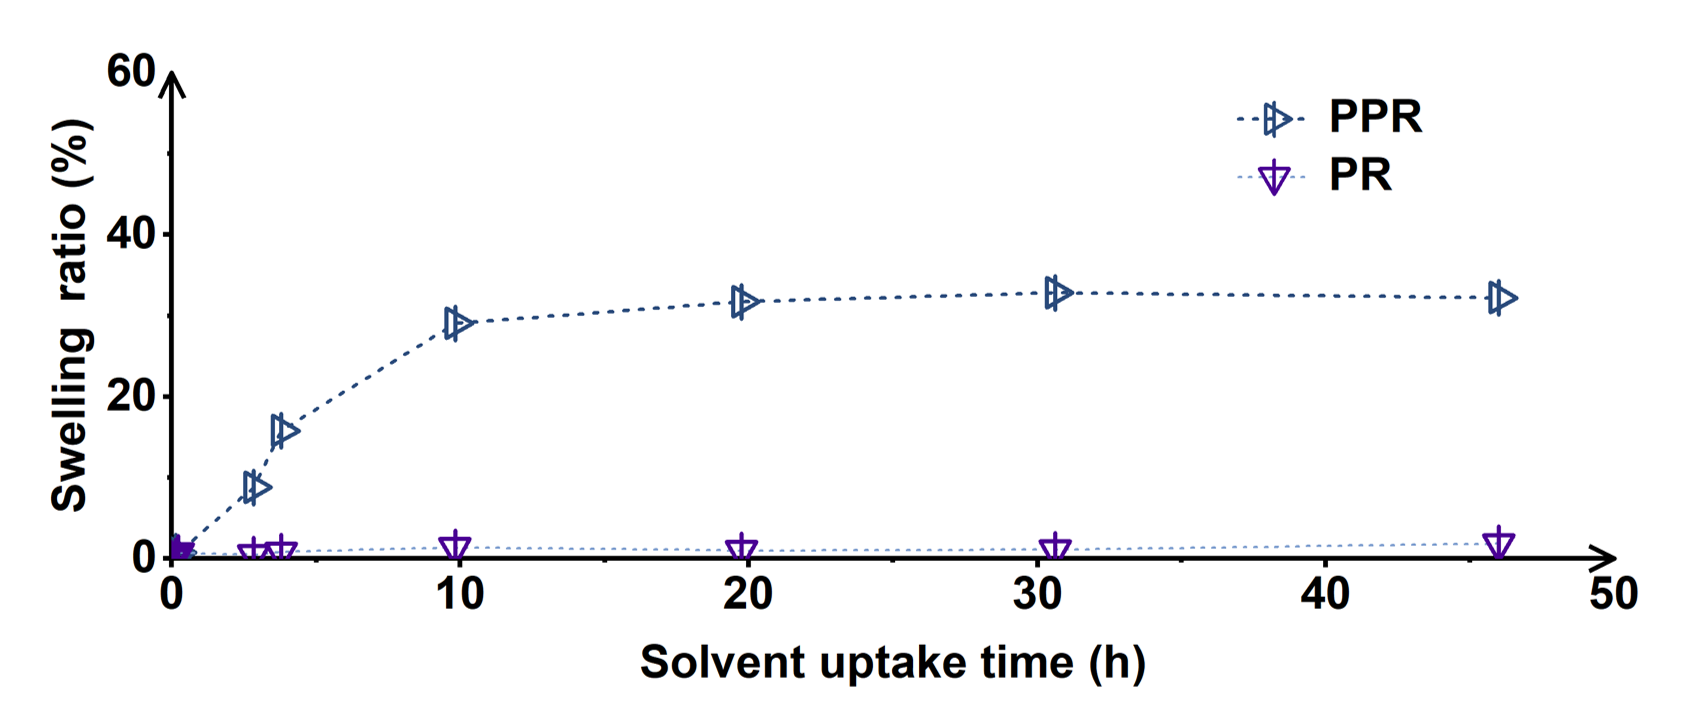 60
40
20
0
Swelling ratio (%)
0 10 20 30 40 50
Solvent uptake time (h)
PPR
PR